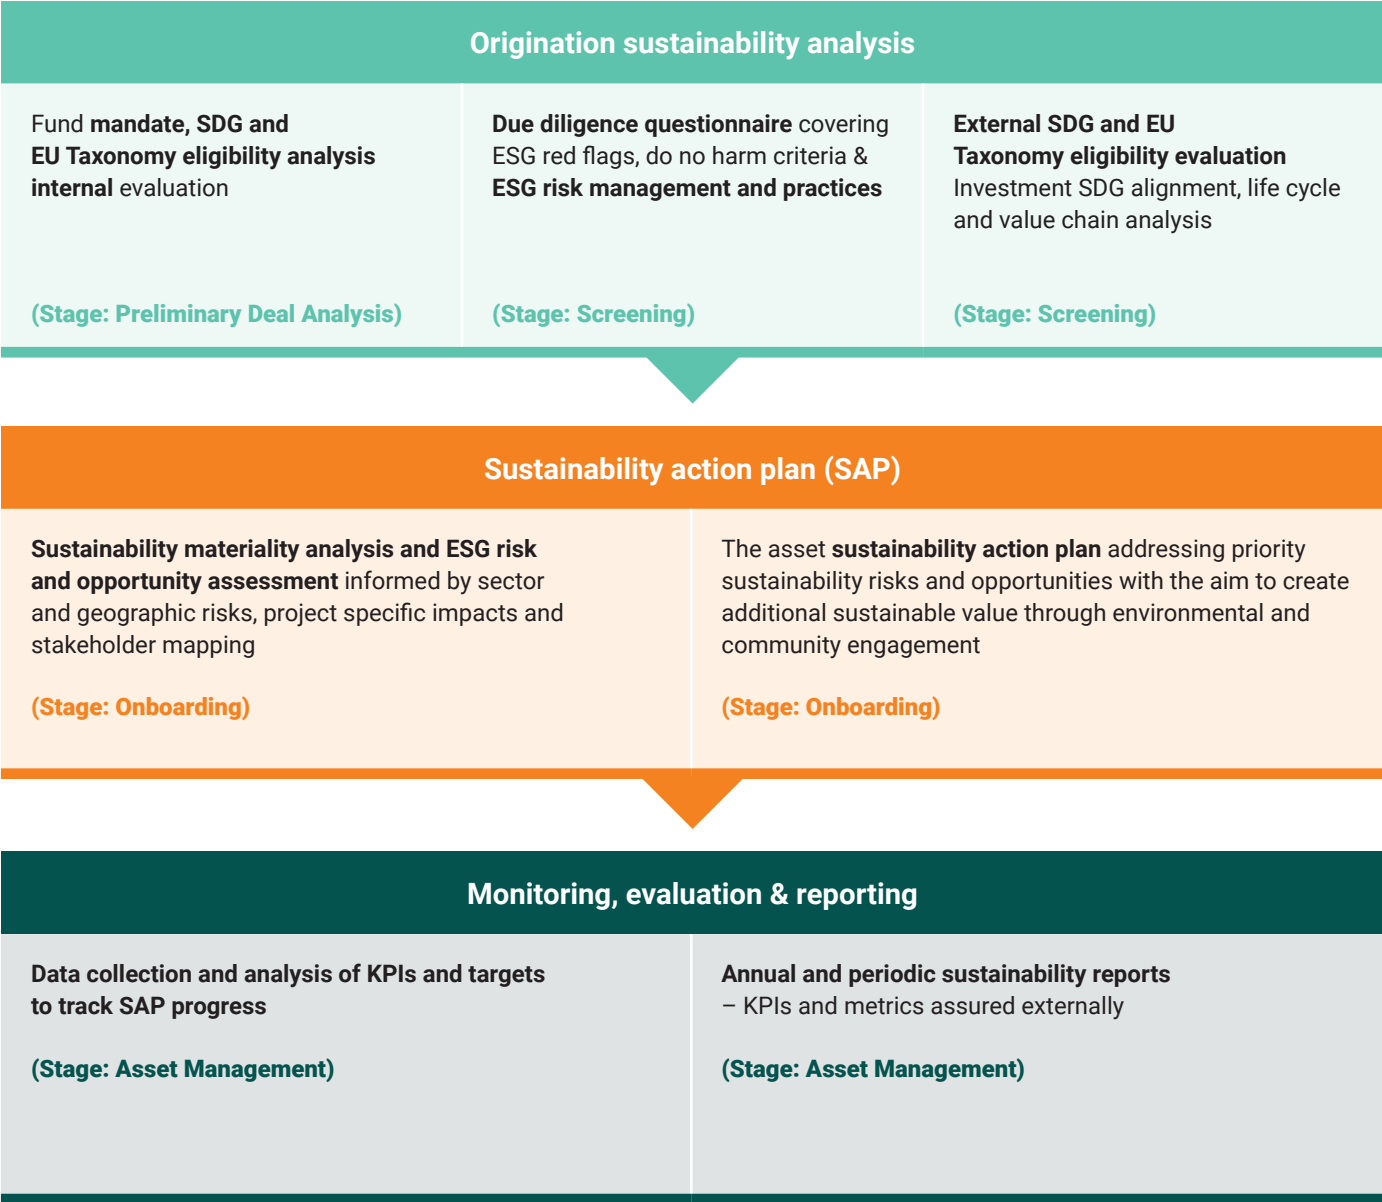 Origination sustainability analysis
Fund mandate, SDG and
EU Taxonomy eligibility analysis
internal evaluation
(Stage: Preliminary Deal Analysis)
Due diligence questionnaire covering
ESG red flags, do no harm criteria &
ESG risk management and practices
(Stage: Screening)
External SDG and EU
Taxonomy eligibility evaluation
Investment SDG alignment, life cycle
and value chain analysis
(Stage: Screening)
Sustainability action plan (SAP)
Sustainability materiality analysis and ESG risk
and opportunity assessment informed by sector
and geographic risks, project specific impacts and
stakeholder mapping
(Stage: Onboarding)
The asset sustainability action plan addressing priority
sustainability risks and opportunities with the aim to create
additional sustainable value through environmental and
community engagement
(Stage: Onboarding)
Monitoring, evaluation & reporting
Data collection and analysis of KPIs and targets
to track SAP progress
(Stage: Asset Management)
Annual and periodic sustainability reports
– KPIs and metrics assured externally
(Stage: Asset Management)